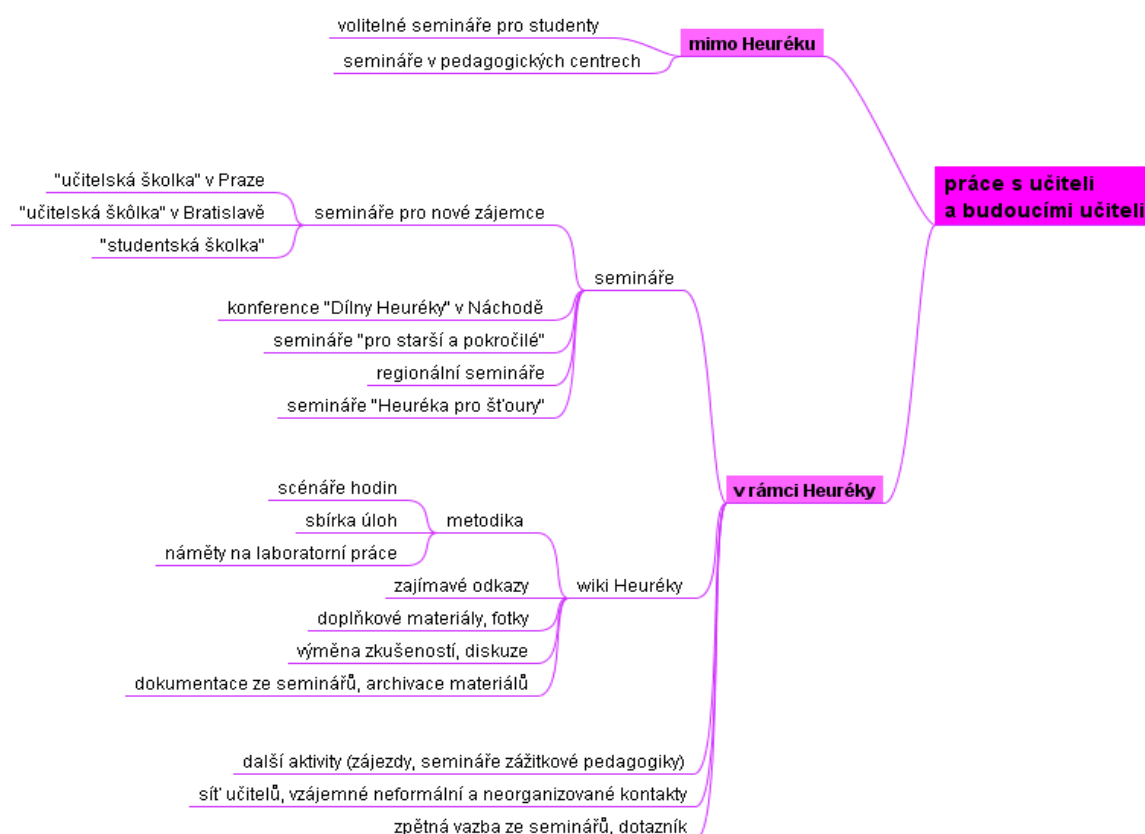 volitelné semináře pro studenty
mimo Heuréku
semináře v pedagogických centrech
práce s učiteli
a budoucími učiteli
"učitelská školka" v Praze
"učitelská škôlka" v Bratislavě
semináře pro nové zájemce
"studentská školka"
semináře
konference "Dílny Heuréky" v Náchodě
semináře "pro starší a pokročilé"
regionální semináře
semináře "Heuréka pro šťoury"
v rámci Heuréky
scénáře hodin
sbírka úloh
metodika
náměty na laboratorní práce
zajímavé odkazy
wiki Heuréky
doplňkové materiály, fotky
výměna zkušeností, diskuze
dokumentace ze seminářů, archivace materiálů
další aktivity (zájezdy, semináře zážitkové pedagogiky)
síť učitelů, vzájemné neformální a neorganizované kontakty
zpětná vazba ze seminářů, dotazník